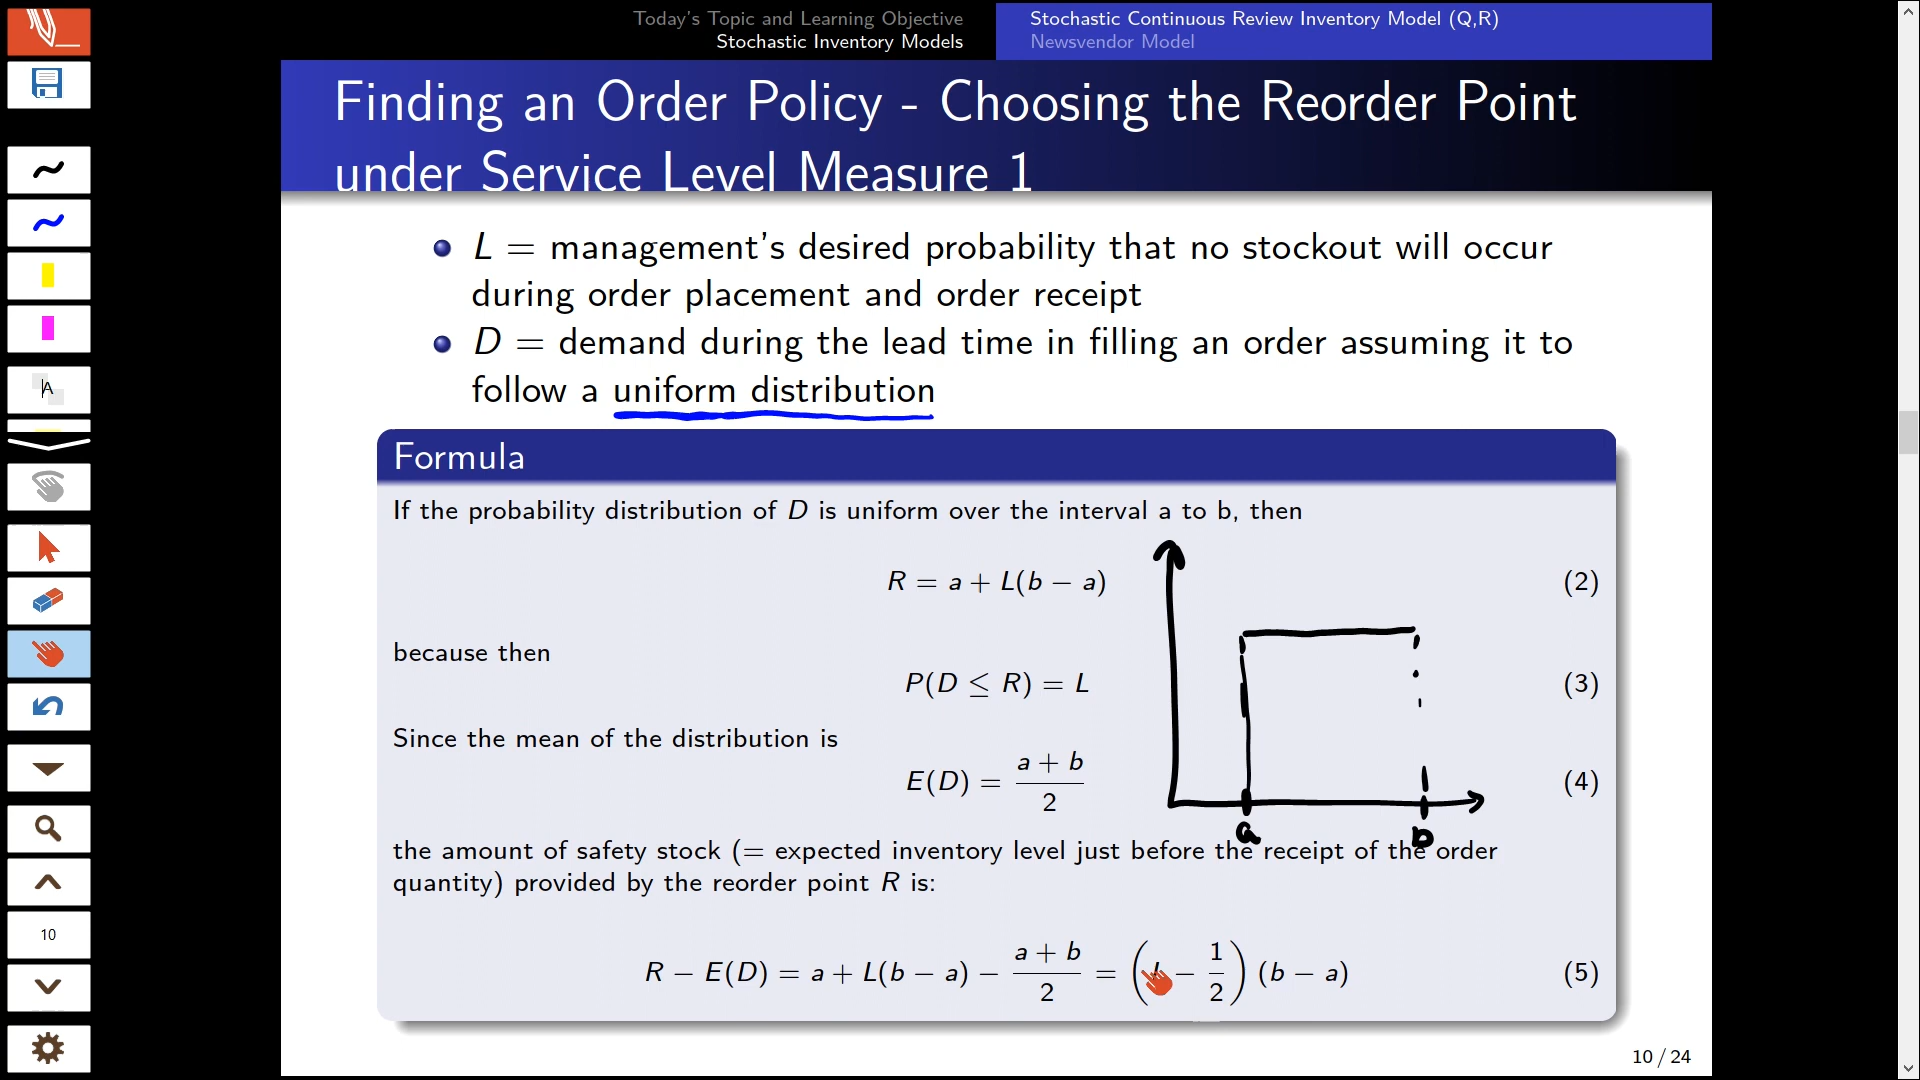 Today's Topic and Learning Objective
Stochastic Inventory Models
Stochastic Continuous Review Inventory Model (Q,R)
Newsvendor Model
Finding an Order Policy - Choosing the Reorder Point
under Service Level Measure 1
L = management's desired probability that no stockout will occur
during order placement and order receipt
D = demand during the lead time in filling an order assuming it to
follow a uniform distribution
Formula
If the probability distribution of D is uniform over the interval a to b, then
R = a + L(b − a) (2)
because then
P(D ≤ R) = L (3)
Since the mean of the distribution is
E(D) = (a + b)/2 (4)
a b
the amount of safety stock (= expected inventory level just before the receipt of the order
quantity) provided by the reorder point R is:
R − E(D) = a + L(b − a) − (a + b)/2 = (L − 1/2) (b − a) (5)
10 / 24
A
10